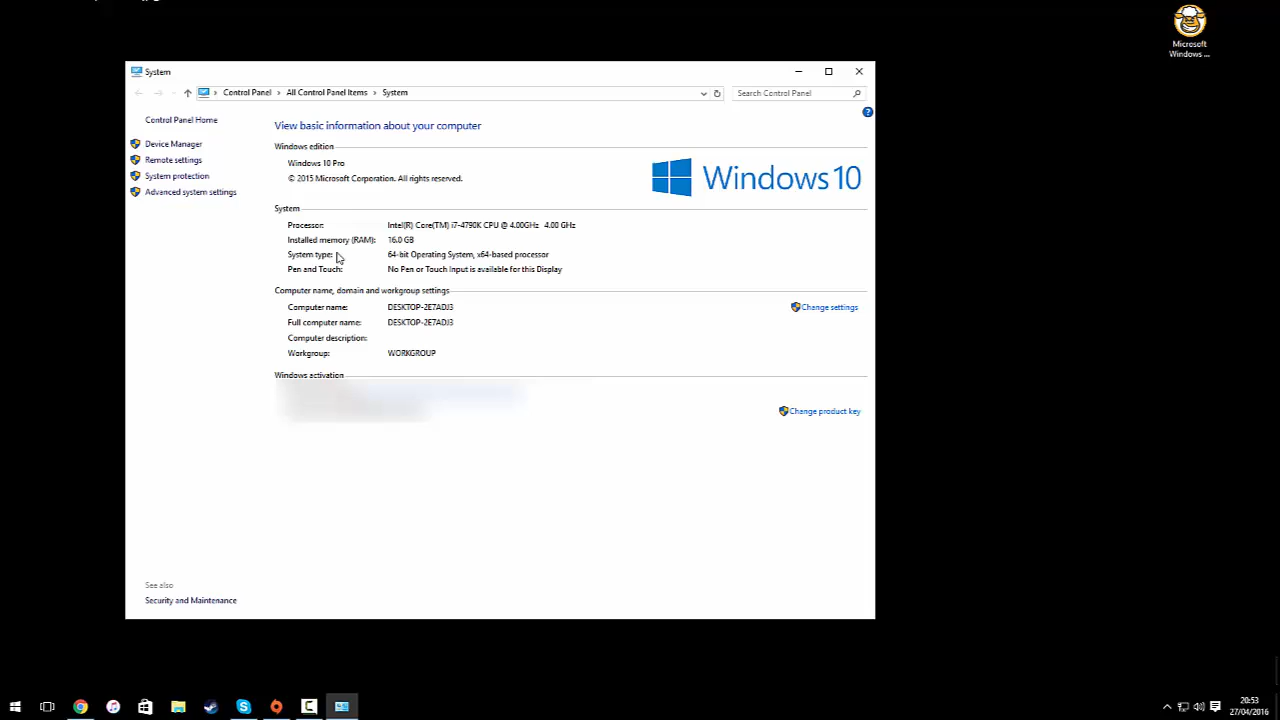 Microsoft
Windows ...
System
Control Panel > All Control Panel Items > System
Search Control Panel
Control Panel Home
Device Manager
Remote settings
System protection
Advanced system settings
View basic information about your computer
Windows edition
Windows 10 Pro
© 2015 Microsoft Corporation. All rights reserved.
Windows 10
System
Processor: Intel(R) Core(TM) i7-4790K CPU @ 4.00GHz 4.00 GHz
Installed memory (RAM): 16.0 GB
System type: 64-bit Operating System, x64-based processor
Pen and Touch: No Pen or Touch Input is available for this Display
Computer name, domain and workgroup settings
Computer name: DESKTOP-2E7ADJ3
Change settings
Full computer name: DESKTOP-2E7ADJ3
Computer description:
Workgroup: WORKGROUP
Windows activation
Change product key
See also
Security and Maintenance
20:53
27/04/2016